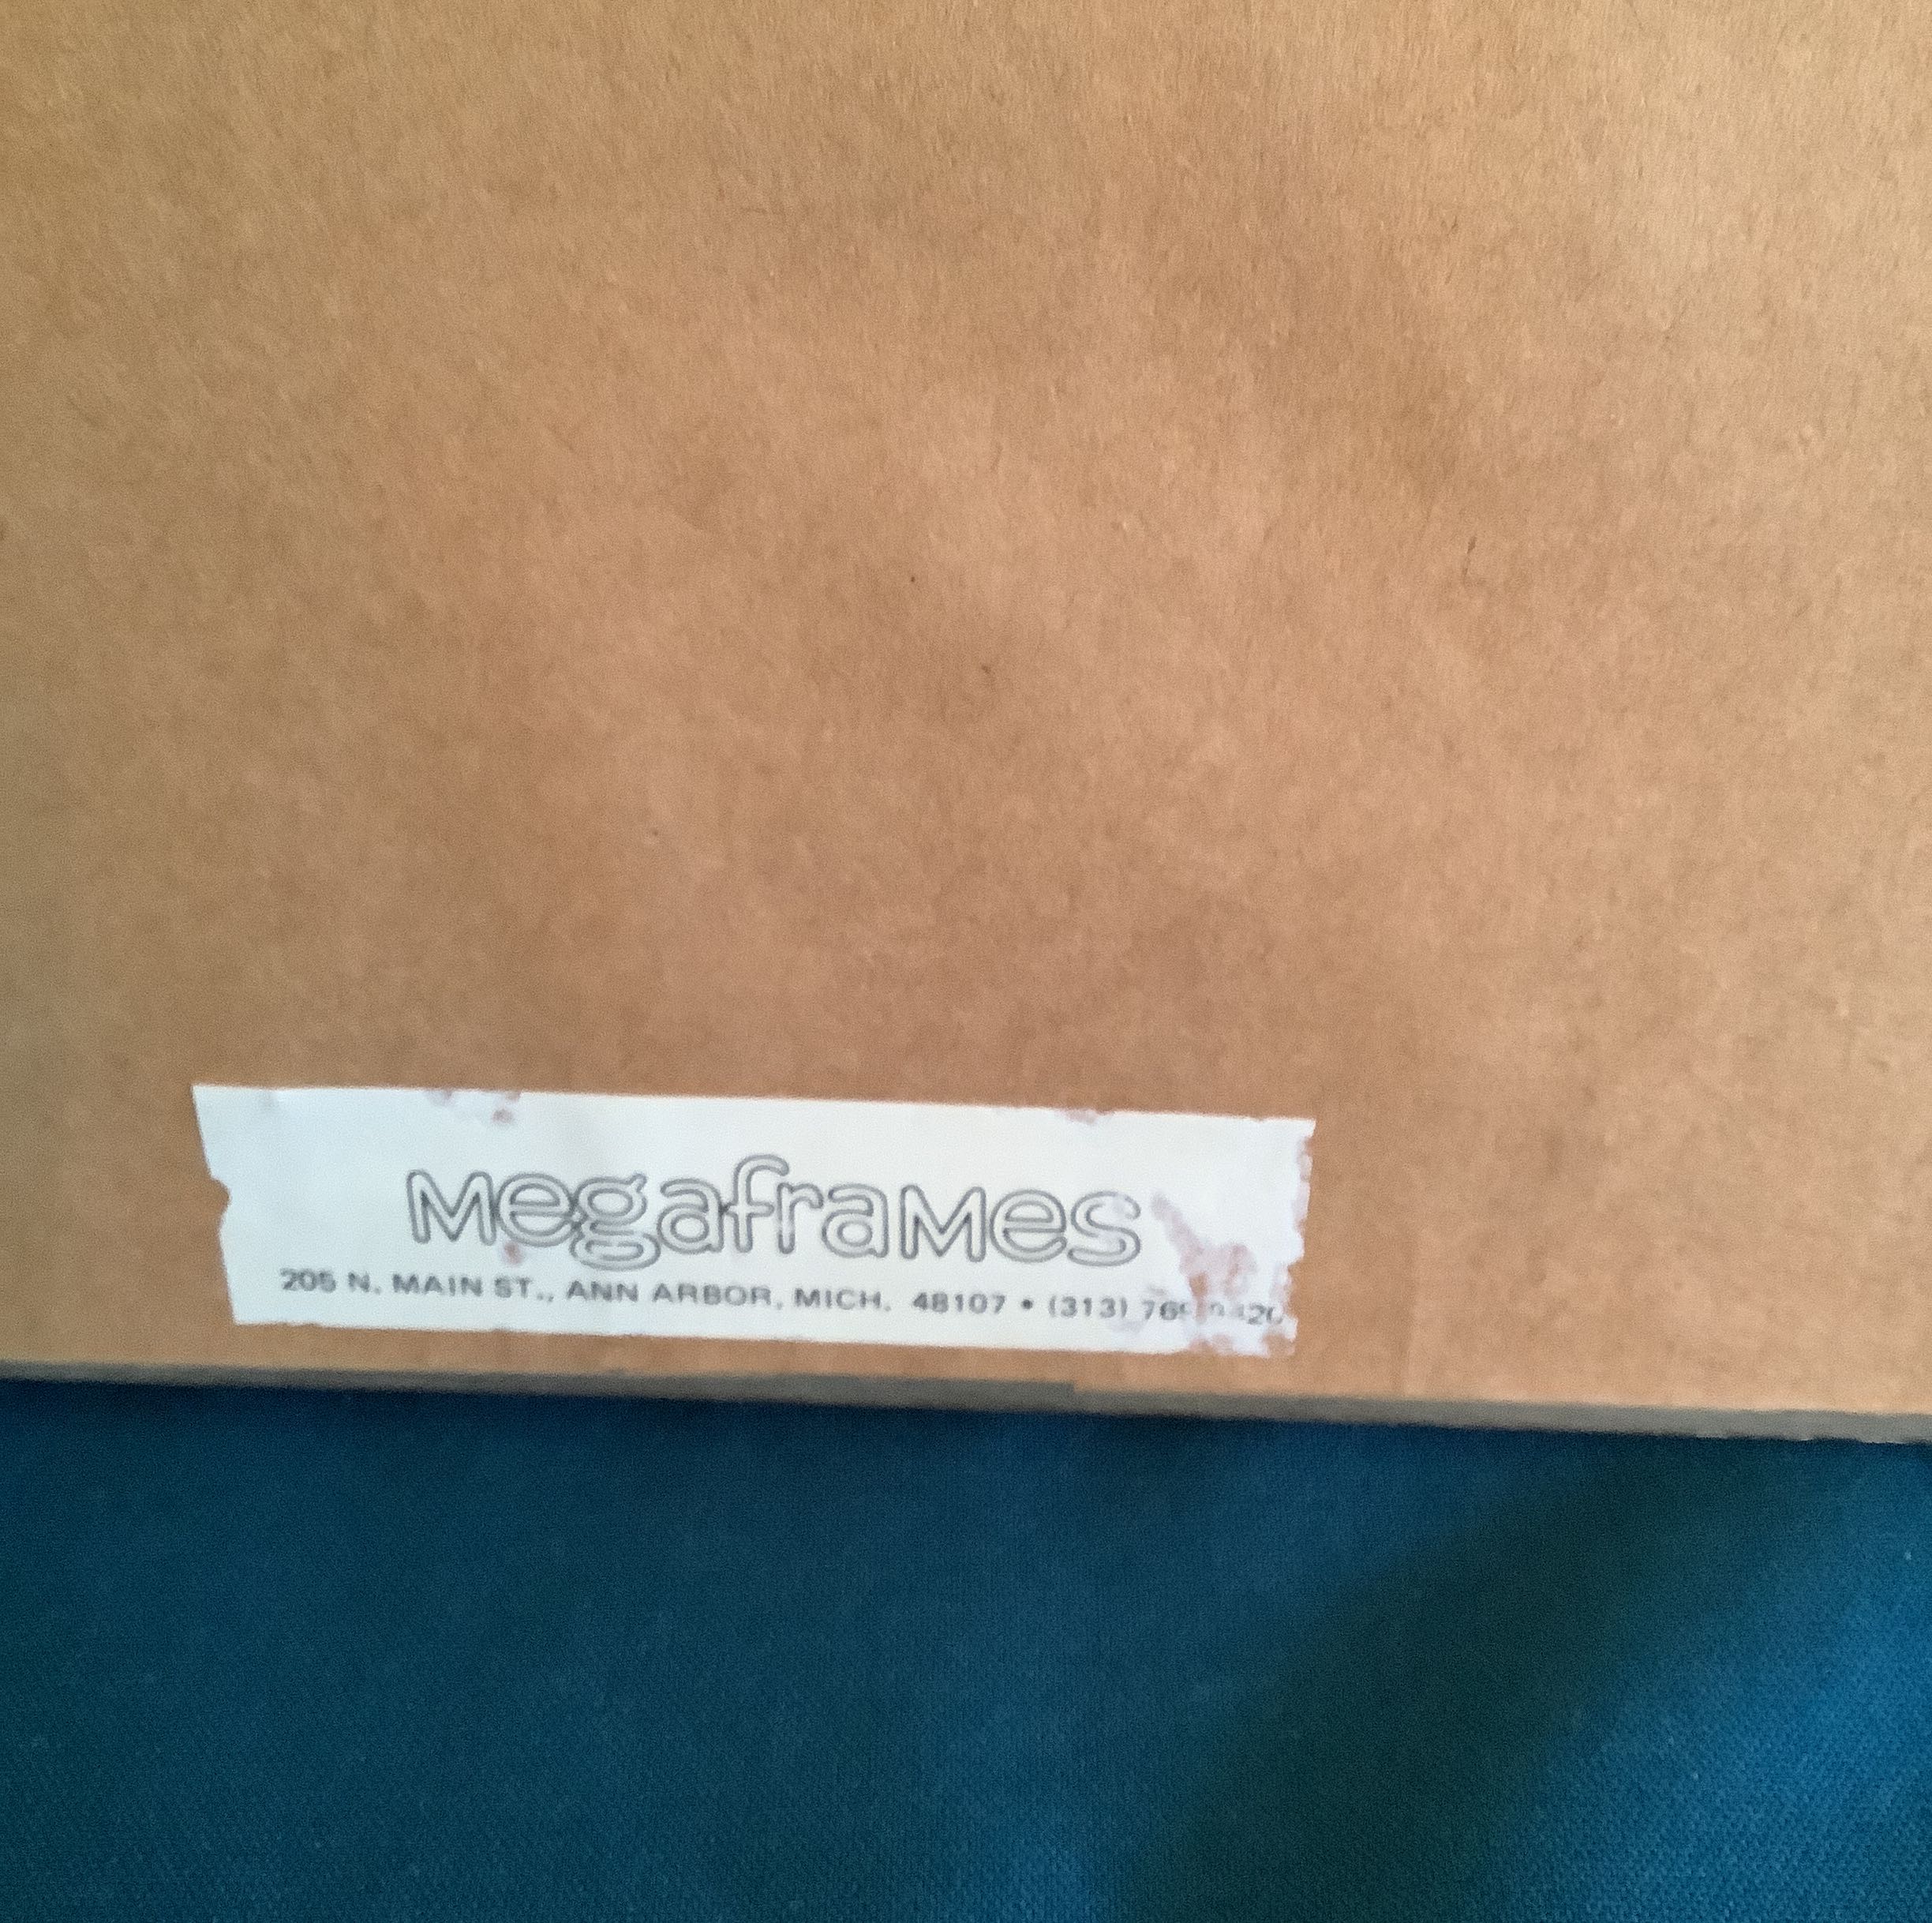 MegafraMes
205 N. MAIN ST., ANN ARBOR, MICH. 48107 • (313)